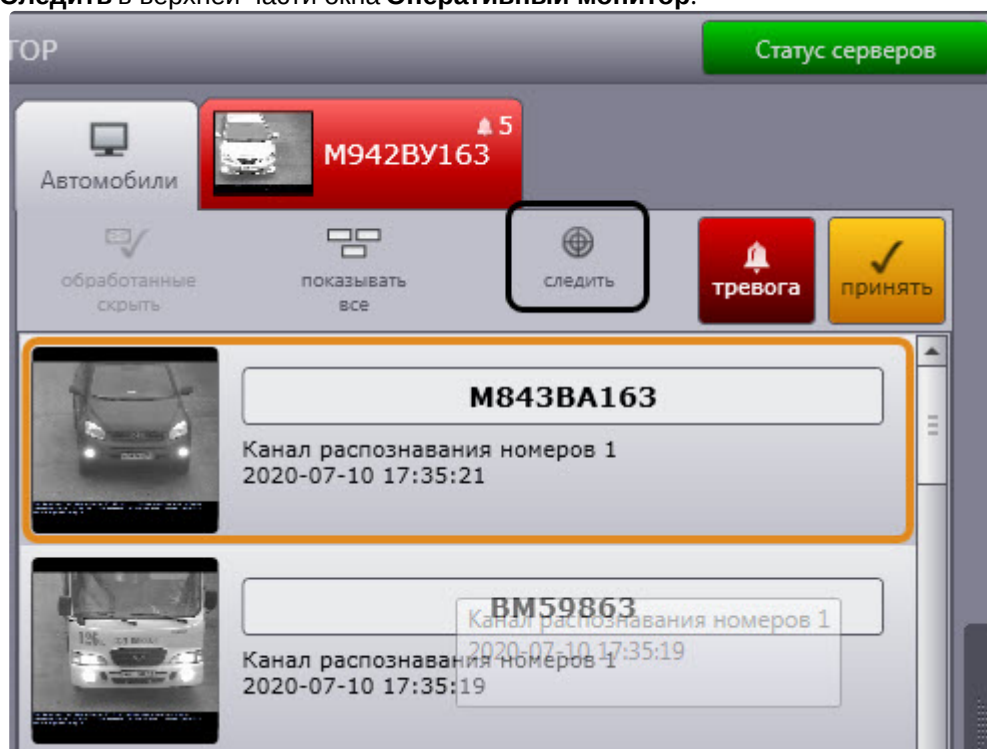 Следить в верхней части окна Оперативный монитор.
ТОР
Статус серверов
Автомобили
М942ВУ163
5
обработанные
скрыть
показывать
все
следить
тревога
принять
М843ВА163
Канал распознавания номеров 1
2020-07-10 17:35:21
ВМ59863
Канал распознавания номеров 1
2020-07-10 17:35:19
Канал распознавания номеров 1
2020-07-10 17:35:19